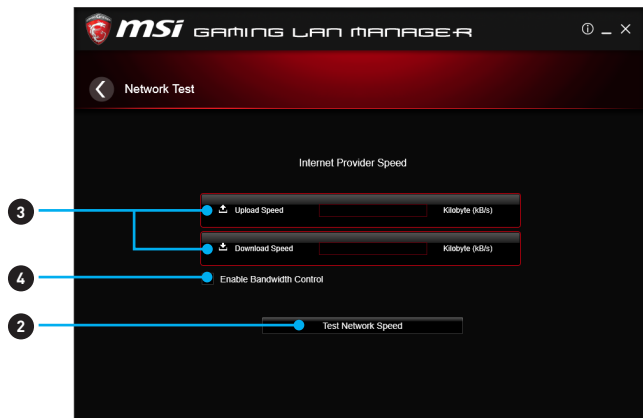 msi GAMING LAN MANAGER
Network Test
Internet Provider Speed
3
Upload Speed Kilobyte (kB/s)
Download Speed Kilobyte (kB/s)
4
Enable Bandwidth Control
2
Test Network Speed